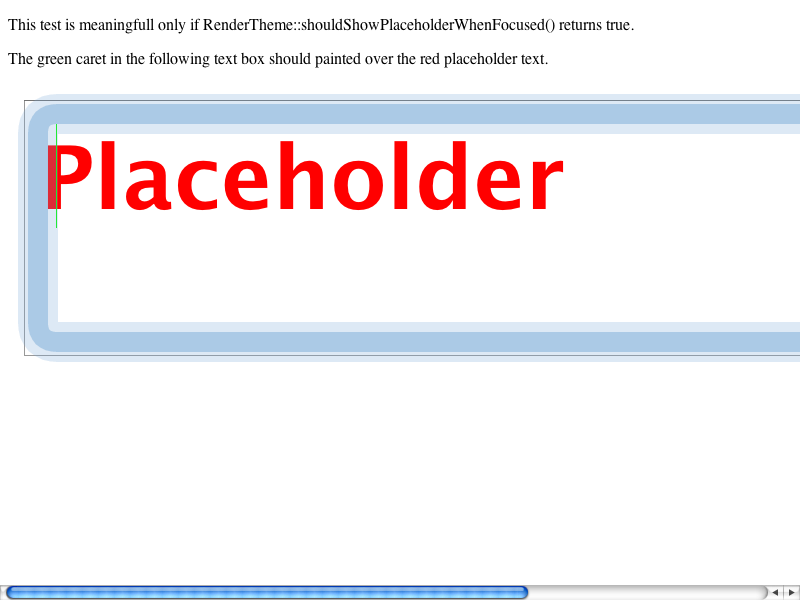 This test is meaningfull only if RenderTheme::shouldShowPlaceholderWhenFocused() returns true.
The green caret in the following text box should painted over the red placeholder text.
Placeholder